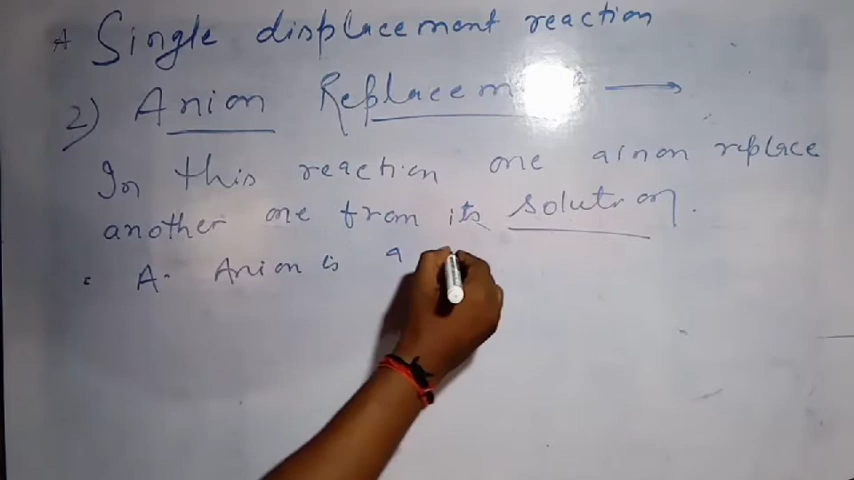 * Single displacement reaction
2) Anion Replacem →
In this reaction one ainon replace
another one from its solution.
A. Anion is a